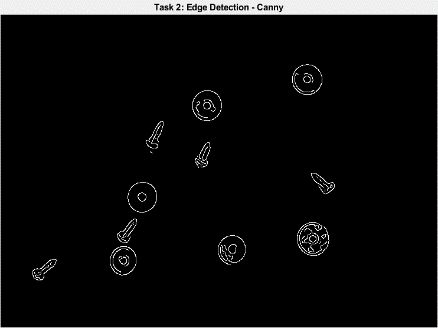 Task 2: Edge Detection - Canny